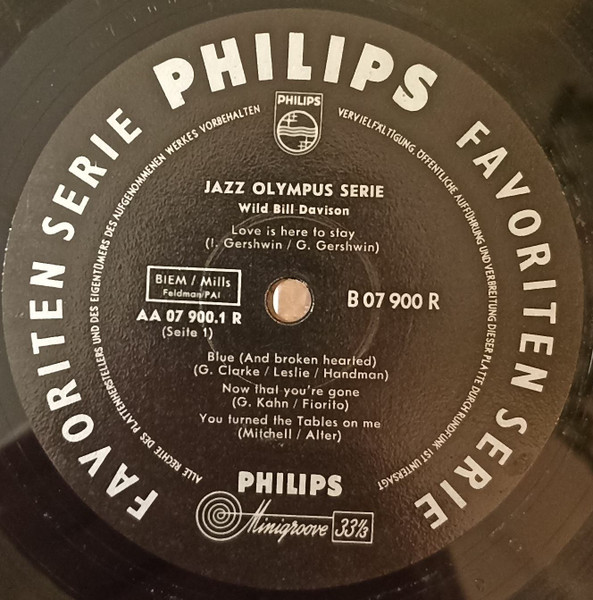 PHILIPS
FAVORITEN SERIE
FAVORITEN SERIE
ALLE RECHTE DES PLATTENHERSTELLERS UND DES EIGENTÜMERS DES AUFGENOMMENEN WERKES VORBEHALTEN
VERVIELFÄLTIGUNG, ÖFFENTLICHE AUFFÜHRUNG UND VERBREITUNG DIESER PLATTE DURCH RUNDFUNK IST UNTERSAGT
PHILIPS
JAZZ OLYMPUS SERIE
Wild Bill Davison
Love is here to stay
(I. Gershwin / G. Gershwin)
BIEM / Mills
Feldman/PAI
B 07 900 R
AA 07 900.1 R
(Seite 1)
Blue (And broken hearted)
(G. Clarke / Leslie / Handman)
Now that you're gone
(G. Kahn / Fiorito)
You turned the Tables on me
(Mitchell / Alter)
PHILIPS
Minigroove 33⅓